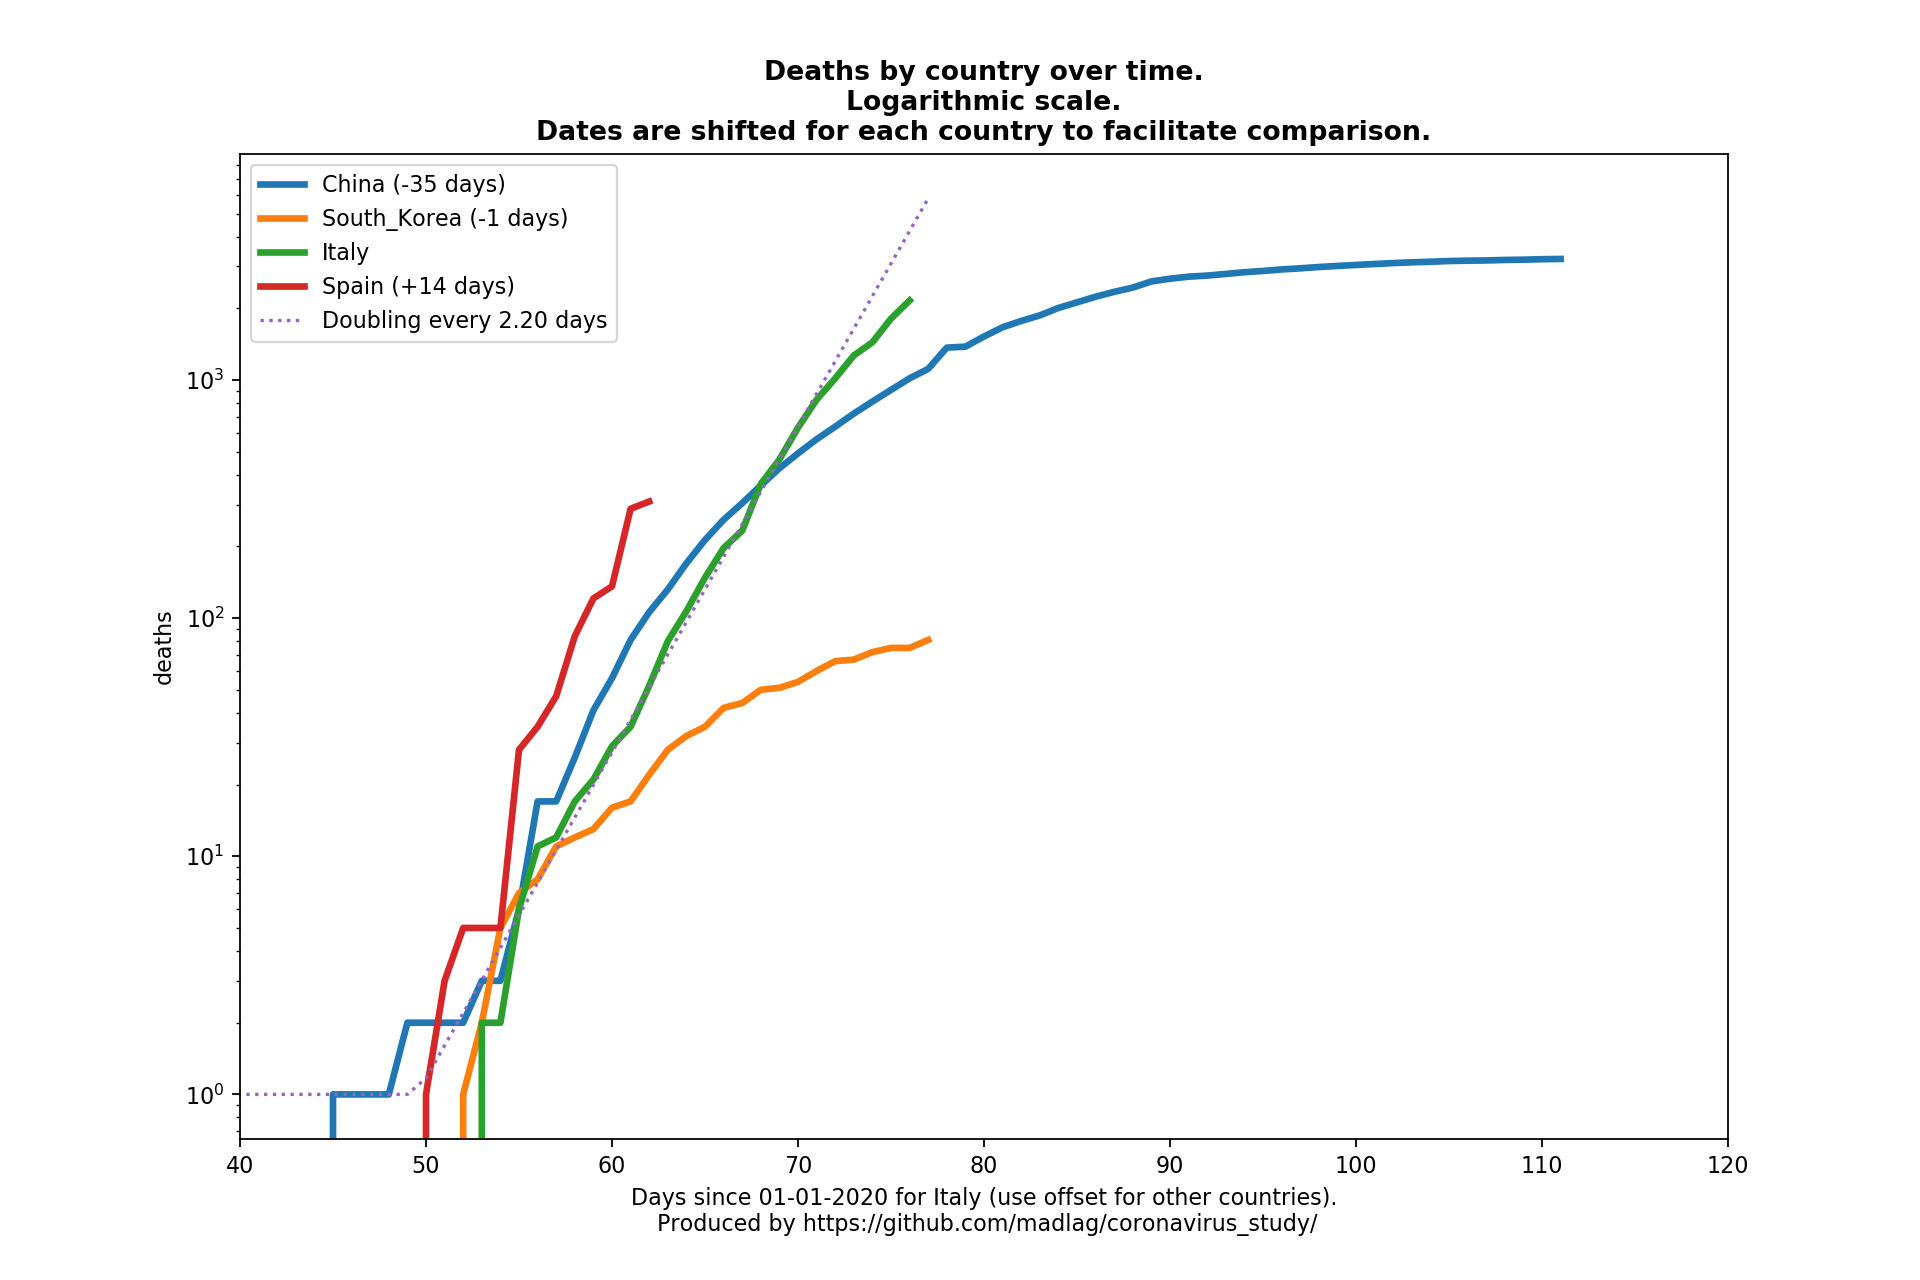 Deaths by country over time.
Logarithmic scale.
Dates are shifted for each country to facilitate comparison.
China (-35 days)
South_Korea (-1 days)
Italy
Spain (+14 days)
Doubling every 2.20 days
10³
10²
10¹
10⁰
deaths
40 50 60 70 80 90 100 110 120
Days since 01-01-2020 for Italy (use offset for other countries).
Produced by https://github.com/madlag/coronavirus_study/